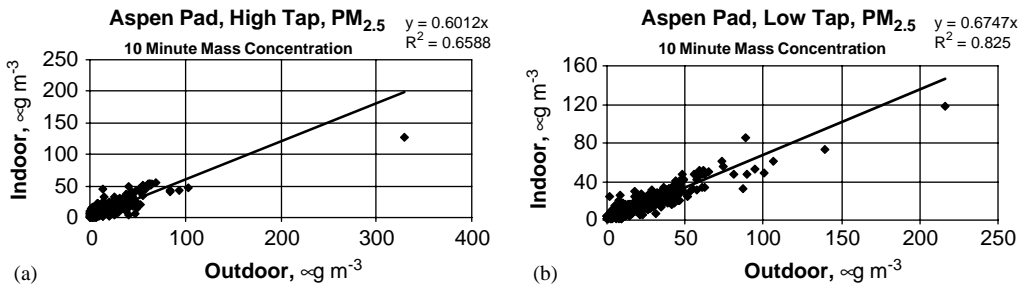 Aspen Pad, High Tap, PM2.5
y = 0.6012x
R² = 0.6588
10 Minute Mass Concentration
250
200
150
100
50
0
Indoor, ∝g m⁻³
0
100
200
300
400
(a)
Outdoor, ∝g m⁻³
Aspen Pad, Low Tap, PM2.5
y = 0.6747x
R² = 0.825
10 Minute Mass Concentration
160
120
80
40
0
Indoor, ∝g m⁻³
0
50
100
150
200
250
(b)
Outdoor, ∝g m⁻³